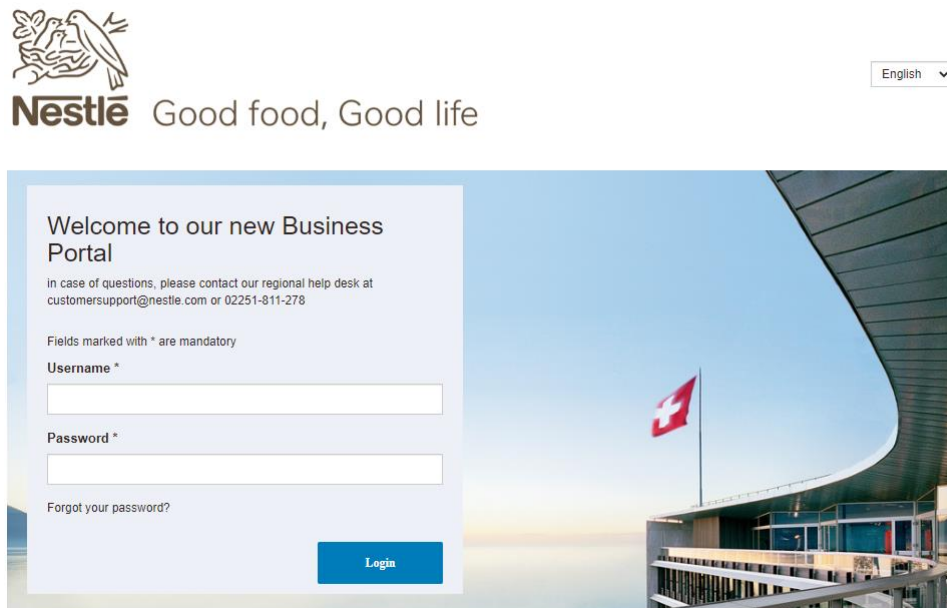 English
Nestlē Good food, Good life
Welcome to our new Business
Portal
in case of questions, please contact our regional help desk at
customersupport@nestle.com or 02251-811-278
Fields marked with * are mandatory
Username *
Password *
Forgot your password?
Login